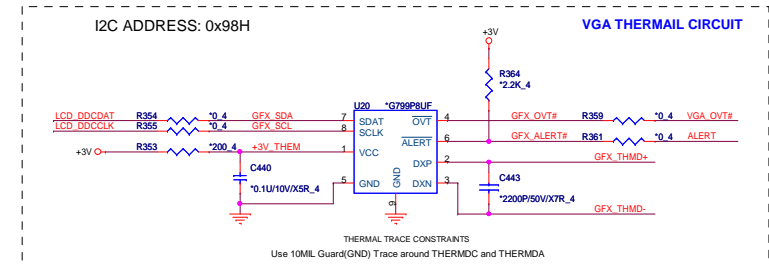 I2C ADDRESS: 0x98H
VGA THERMAIL CIRCUIT
+3V
R364
*2.2K_4
U20 *G799P8UF
LCD_DDCDAT R354 *0_4 GFX_SDA 7 SDAT OVT 4 GFX_OVT# R359 *0_4 VGA_OVT#
LCD_DDCCLK R355 *0_4 GFX_SCL 8 SCLK
ALERT 6 GFX_ALERT# R361 *0_4 ALERT
+3V R353 *200_4 +3V_THEM 1 VCC
DXP 2 GFX_THMD+
C440
*0.1U/10V/X5R_4
5 GND GND 9 DXN 3
C443
*2200P/50V/X7R_4
GFX_THMD-
THERMAL TRACE CONSTRAINTS
Use 10MIL Guard(GND) Trace around THERMDC and THERMDA